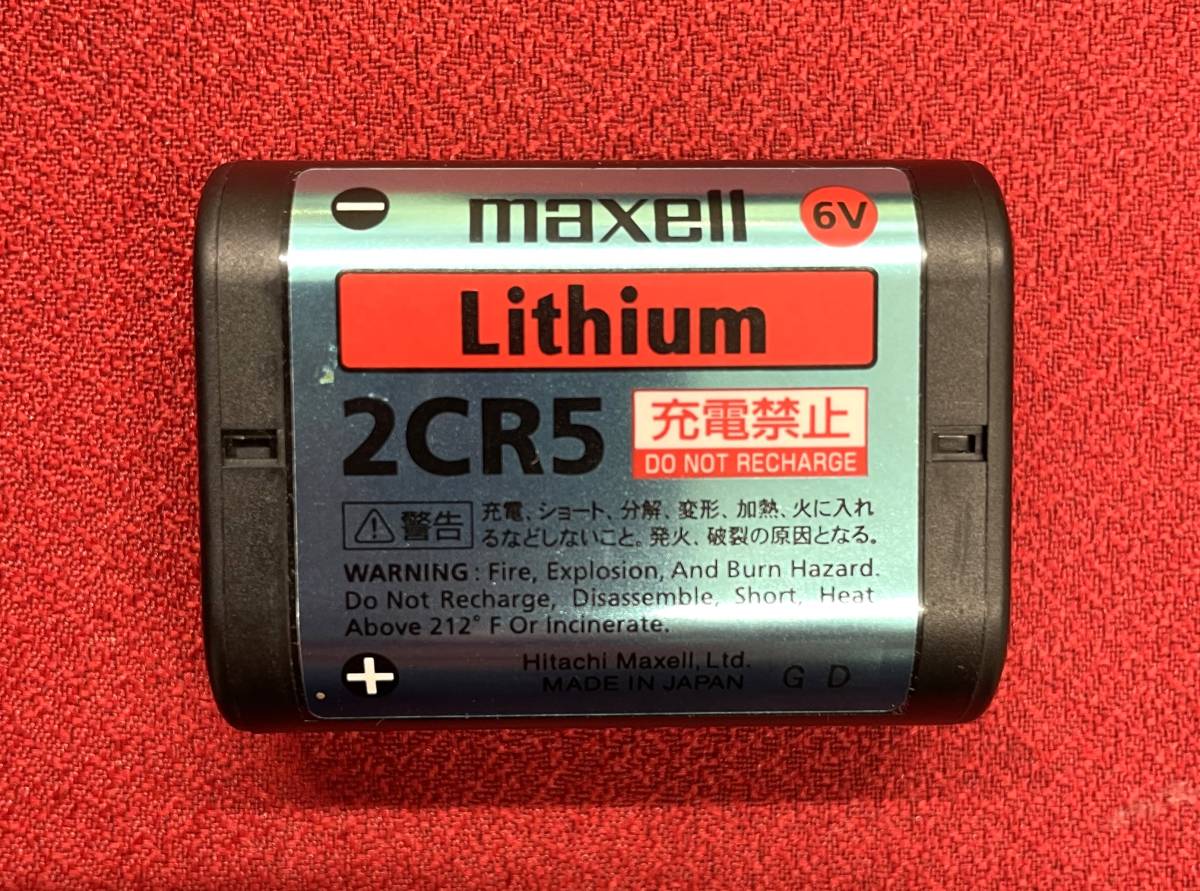 maxell
6V
Lithium
2CR5
充電禁止
DO NOT RECHARGE
警告
充電、ショート、分解、変形、加熱、火に入れ
るなどしないこと。発火、破裂の原因となる。
WARNING : Fire, Explosion, And Burn Hazard.
Do Not Recharge, Disassemble, Short, Heat
Above 212° F Or Incinerate.
Hitachi Maxell, Ltd.
MADE IN JAPAN G D